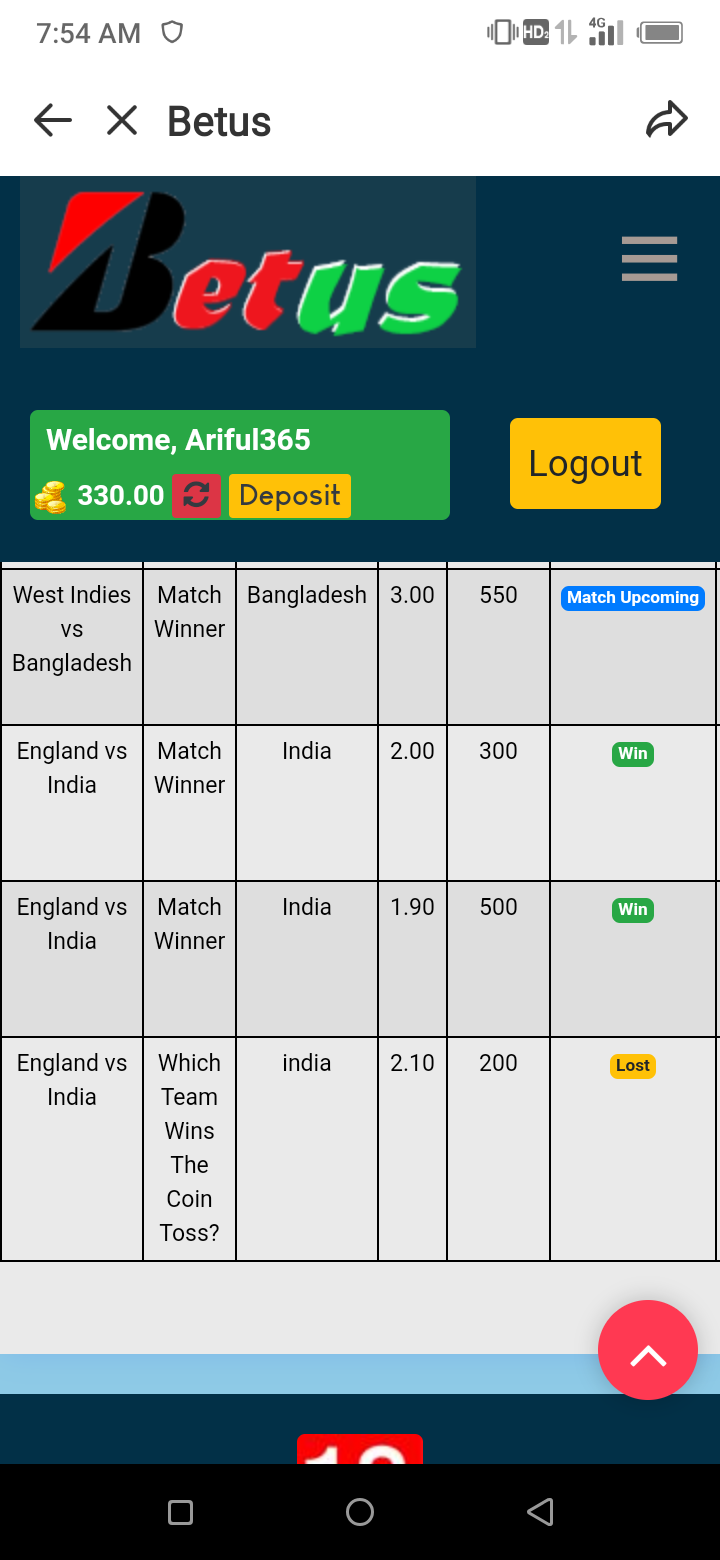 7:54 AM HD2 4G
Betus
Betus
Welcome, Ariful365
330.00 Deposit
Logout
West Indies Match Bangladesh 3.00 550 Match Upcoming
vs Winner
Bangladesh
England vs Match India 2.00 300 Win
India Winner
England vs Match India 1.90 500 Win
India Winner
England vs Which india 2.10 200 Lost
India Team
Wins
The
Coin
Toss?